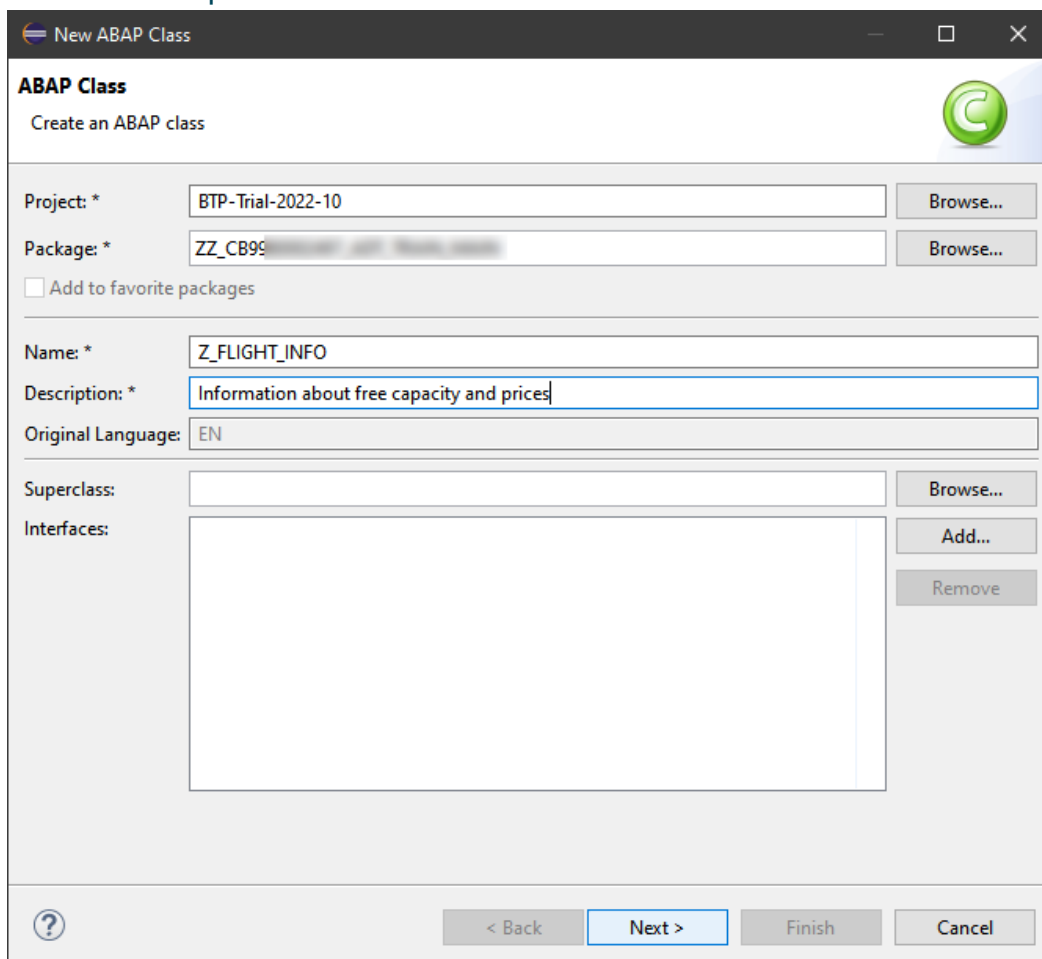 New ABAP Class
ABAP Class
Create an ABAP class
Project: * BTP-Trial-2022-10 Browse...
Package: * ZZ_CB99 Browse...
Add to favorite packages
Name: * Z_FLIGHT_INFO
Description: * Information about free capacity and prices
Original Language: EN
Superclass: Browse...
Interfaces: Add...
Remove
< Back Next > Finish Cancel